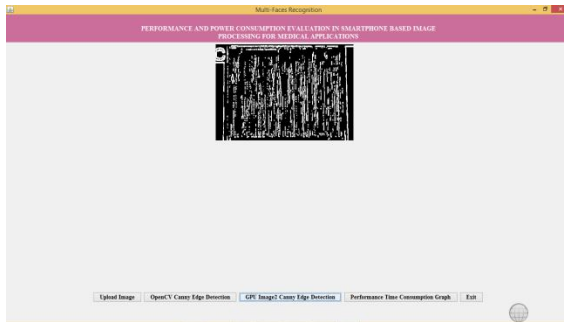 Multi-Faces Recognition
PERFORMANCE AND POWER CONSUMPTION EVALUATION IN SMARTPHONE BASED IMAGE
PROCESSING FOR MEDICAL APPLICATIONS
Upload Image OpenCV Canny Edge Detection GPU Image2 Canny Edge Detection Performance Time Consumption Graph Exit